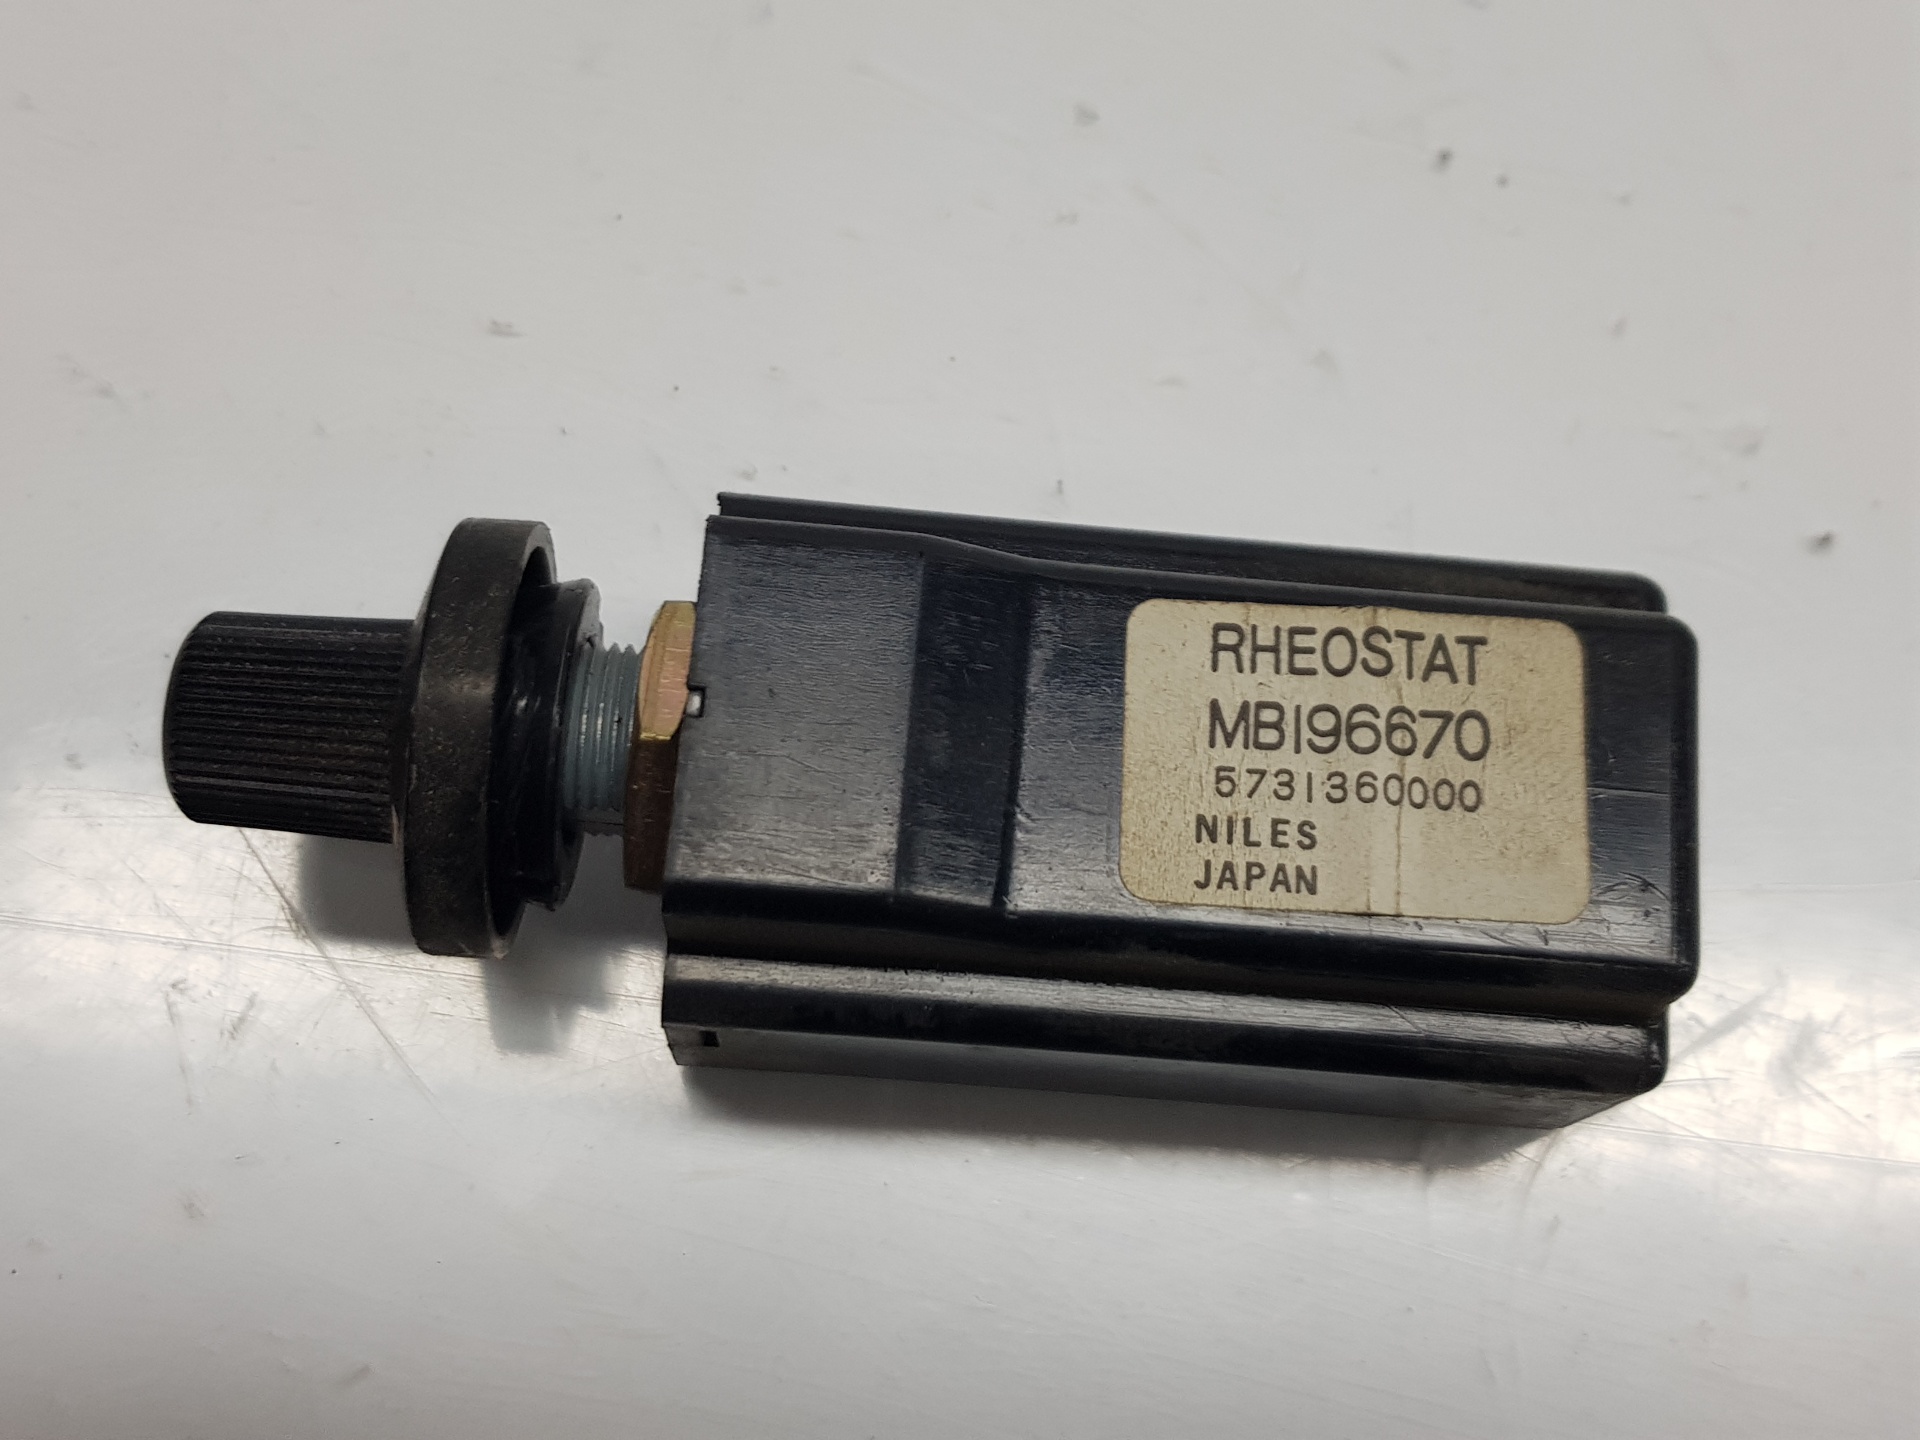 RHEOSTAT
MB196670
5731360000
NILES
JAPAN